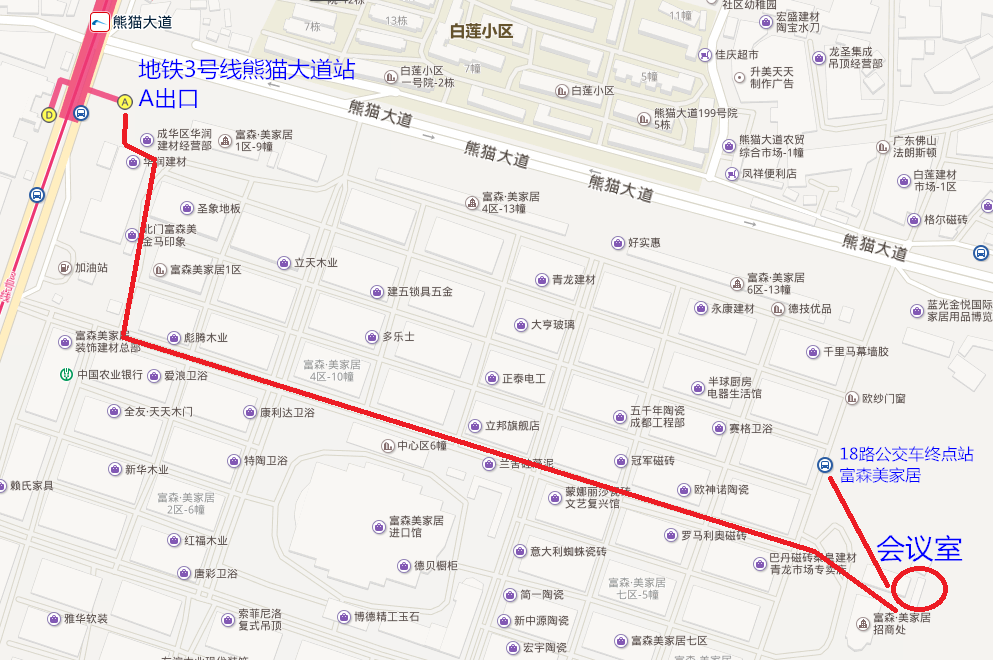 社区幼稚园
熊猫大道
7栋
13栋
白莲小区
11幢
宏盛建材
陶宝水刀
地铁3号线熊猫大道站
A出口
A
D
白莲小区
一号院-2栋
7幢
5幢
佳庆超市
龙圣集成
吊顶经营部
升美天天
制作广告
白莲小区
熊猫大道199号院
5栋
熊猫大道
熊猫大道
熊猫大道
熊猫大道
成华区华润
建材经营部
富森·美家居
1区-9幢
华润建材
熊猫大道农贸
综合市场-1幢
广东佛山
法朗斯顿
凤祥便利店
白莲建材
市场-1区
圣象地板
富森·美家居
4区-13幢
格尔磁砖
北门富森美
金马印象
好实惠
加油站
富森美家居1区
立天木业
青龙建材
富森·美家居
6区-13幢
建五锁具五金
永康建材
德技优品
蓝光金悦国际
家居用品博览
大亨玻璃
富森美家居
装饰建材总部
彪腾木业
多乐士
千里马幕墙胶
中国农业银行
爱浪卫浴
富森·美家居
4区-10幢
正泰电工
半球厨房
电器生活馆
欧纱门窗
全友·天天木门
康利达卫浴
立邦旗舰店
五千年陶瓷
成都工程部
赛格卫浴
中心区6幢
18路公交车终点站
富森美家居
新华木业
特陶卫浴
冠军磁砖
赖氏家具
富森·美家居
2区-6幢
蒙娜丽莎瓷砖
文艺复兴馆
欧神诺陶瓷
富森美家居
进口馆
红福木业
罗马利奥磁砖
会议室
意大利蜘蛛瓷砖
巴丹磁砖
建材
青龙市场专卖店
唐彩卫浴
德贝橱柜
富森·美家居
七区-5幢
简一陶瓷
雅华软装
索菲尼洛
复式吊顶
博德精工玉石
新中源陶瓷
富森·美家居
招商处
宏宇陶瓷
富森美家居七区